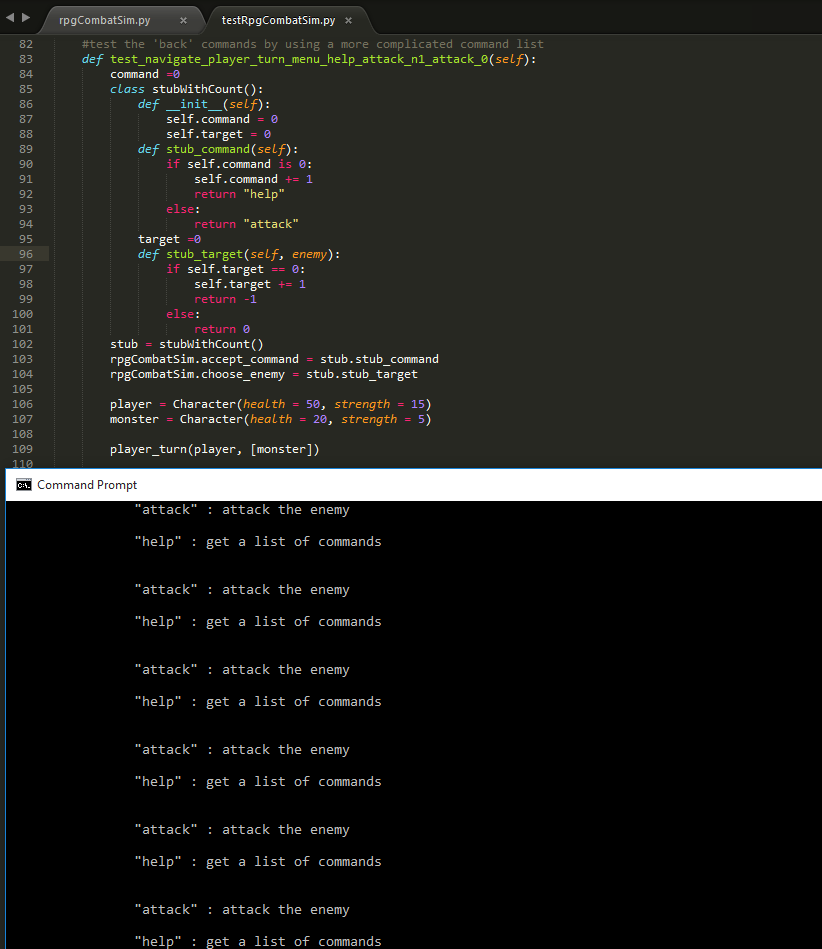 rpgCombatSim.py × testRpgCombatSim.py ×
82 #test the 'back' commands by using a more complicated command list
83 def test_navigate_player_turn_menu_help_attack_n1_attack_0(self):
84 command =0
85 class stubWithCount():
86 def __init__(self):
87 self.command = 0
88 self.target = 0
89 def stub_command(self):
90 if self.command is 0:
91 self.command += 1
92 return "help"
93 else:
94 return "attack"
95 target =0
96 def stub_target(self, enemy):
97 if self.target == 0:
98 self.target += 1
99 return -1
100 else:
101 return 0
102 stub = stubWithCount()
103 rpgCombatSim.accept_command = stub.stub_command
104 rpgCombatSim.choose_enemy = stub.stub_target
105
106 player = Character(health = 50, strength = 15)
107 monster = Character(health = 20, strength = 5)
108
109 player_turn(player, [monster])
110
C:\. Command Prompt
"attack" : attack the enemy
"help" : get a list of commands
"attack" : attack the enemy
"help" : get a list of commands
"attack" : attack the enemy
"help" : get a list of commands
"attack" : attack the enemy
"help" : get a list of commands
"attack" : attack the enemy
"help" : get a list of commands
"attack" : attack the enemy
"help" : get a list of commands